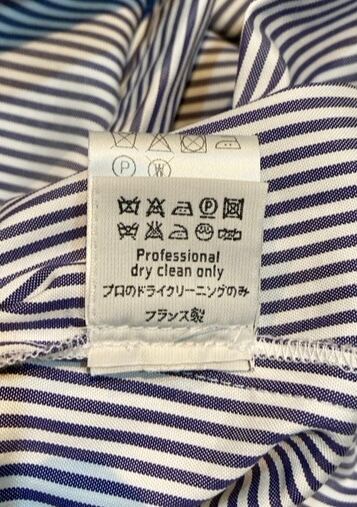 P W
P
Professional
dry clean only
プロのドライクリーニングのみ
フランス製